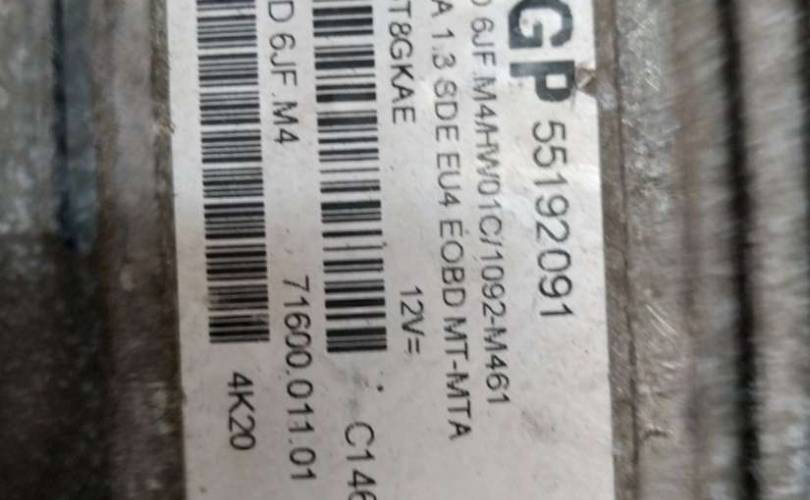 GP 55192091
6JF.M4/HW01C/1092-M461
A 1.3 SDE EU4 EOBD MT-MTA
T8GKAE 12V=
C146
D 6JF.M4 71600.011.01
4K20